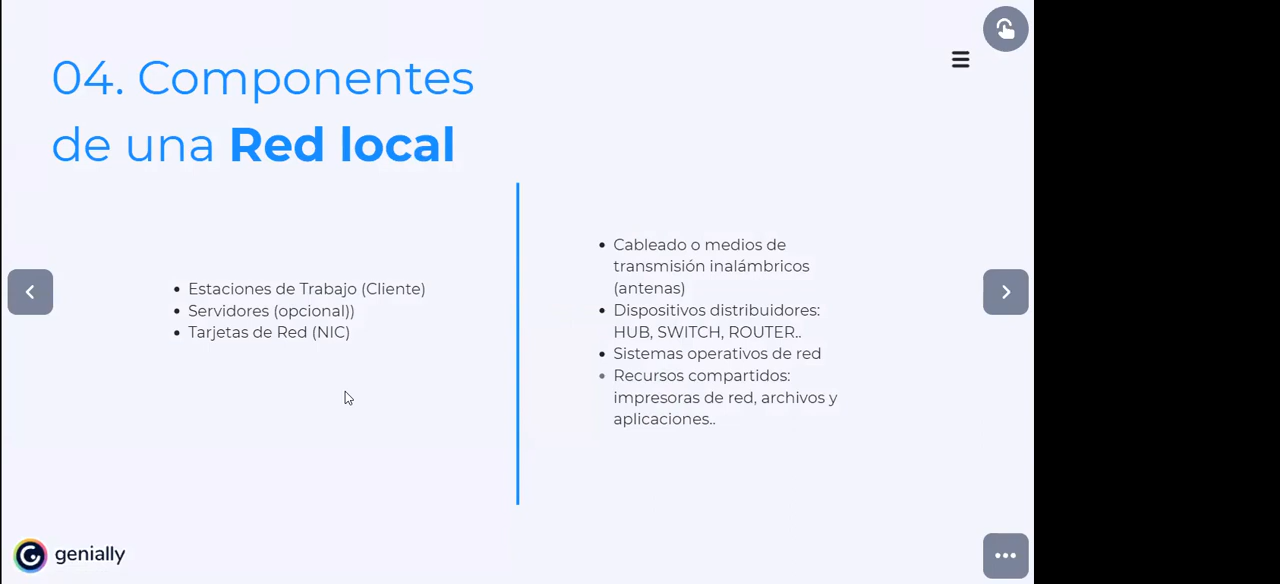 04. Componentes
de una Red local
Estaciones de Trabajo (Cliente)
Servidores (opcional))
Tarjetas de Red (NIC)
Cableado o medios de
transmisión inalámbricos
(antenas)
Dispositivos distribuidores:
HUB, SWITCH, ROUTER..
Sistemas operativos de red
Recursos compartidos:
impresoras de red, archivos y
aplicaciones..
genially